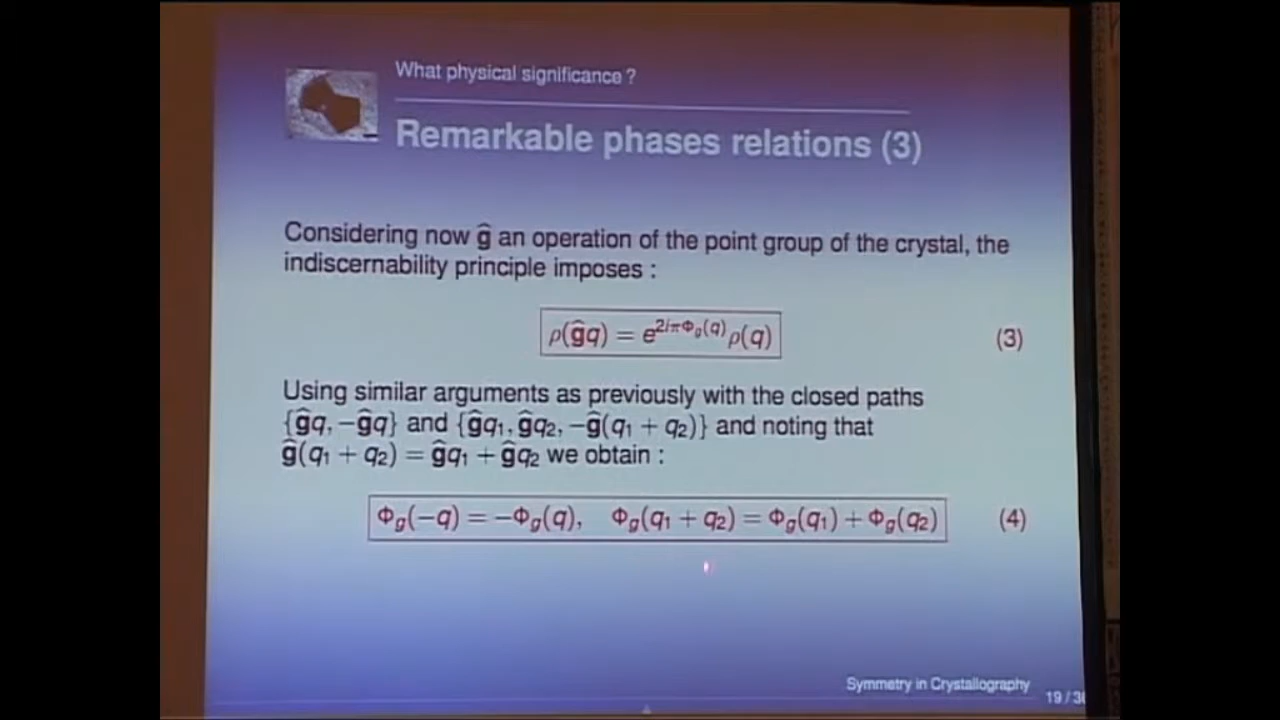 What physical significance ?
Remarkable phases relations (3)
Considering now ĝ an operation of the point group of the crystal, the
indiscernability principle imposes :
ρ(ĝq) = e^{2iπΦ_g(q)} ρ(q) (3)
Using similar arguments as previously with the closed paths
{ĝq, −ĝq} and {ĝq₁, ĝq₂, −ĝ(q₁ + q₂)} and noting that
ĝ(q₁ + q₂) = ĝq₁ + ĝq₂ we obtain :
Φ_g(−q) = −Φ_g(q), Φ_g(q₁ + q₂) = Φ_g(q₁) + Φ_g(q₂) (4)
Symmetry in Crystallography
19 / 3